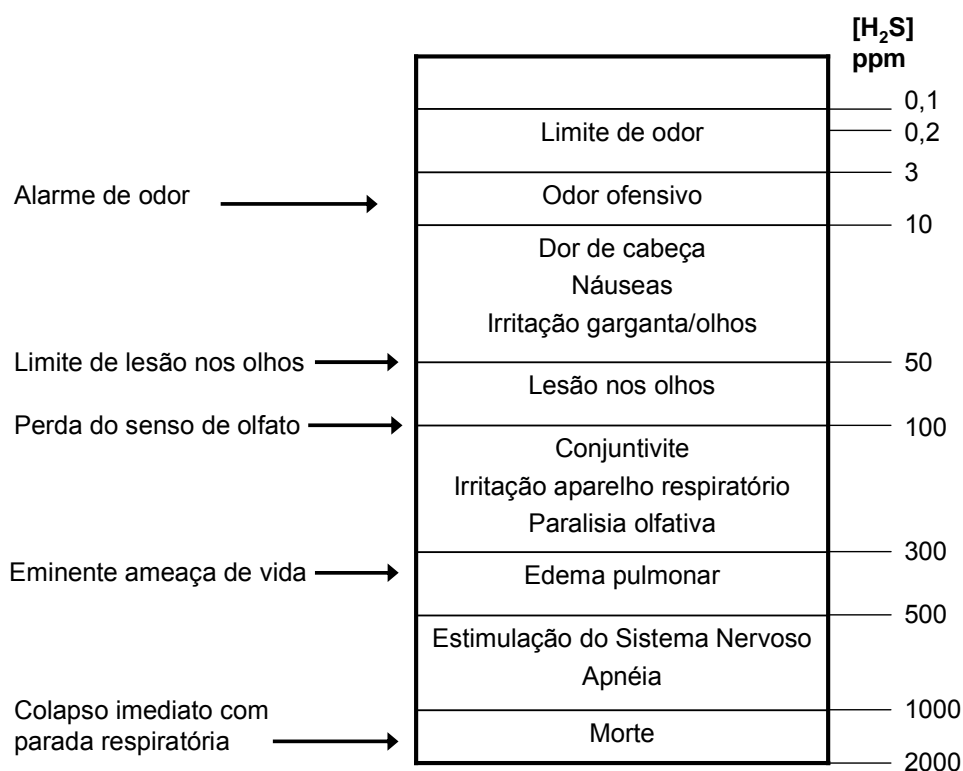 [H₂S]
ppm
0,1
Limite de odor
0,2
3
Alarme de odor
Odor ofensivo
10
Dor de cabeça
Náuseas
Irritação garganta/olhos
Limite de lesão nos olhos
50
Lesão nos olhos
Perda do senso de olfato
100
Conjuntivite
Irritação aparelho respiratório
Paralisia olfativa
300
Eminente ameaça de vida
Edema pulmonar
500
Estimulação do Sistema Nervoso
Apnéia
Colapso imediato com
parada respiratória
1000
Morte
2000